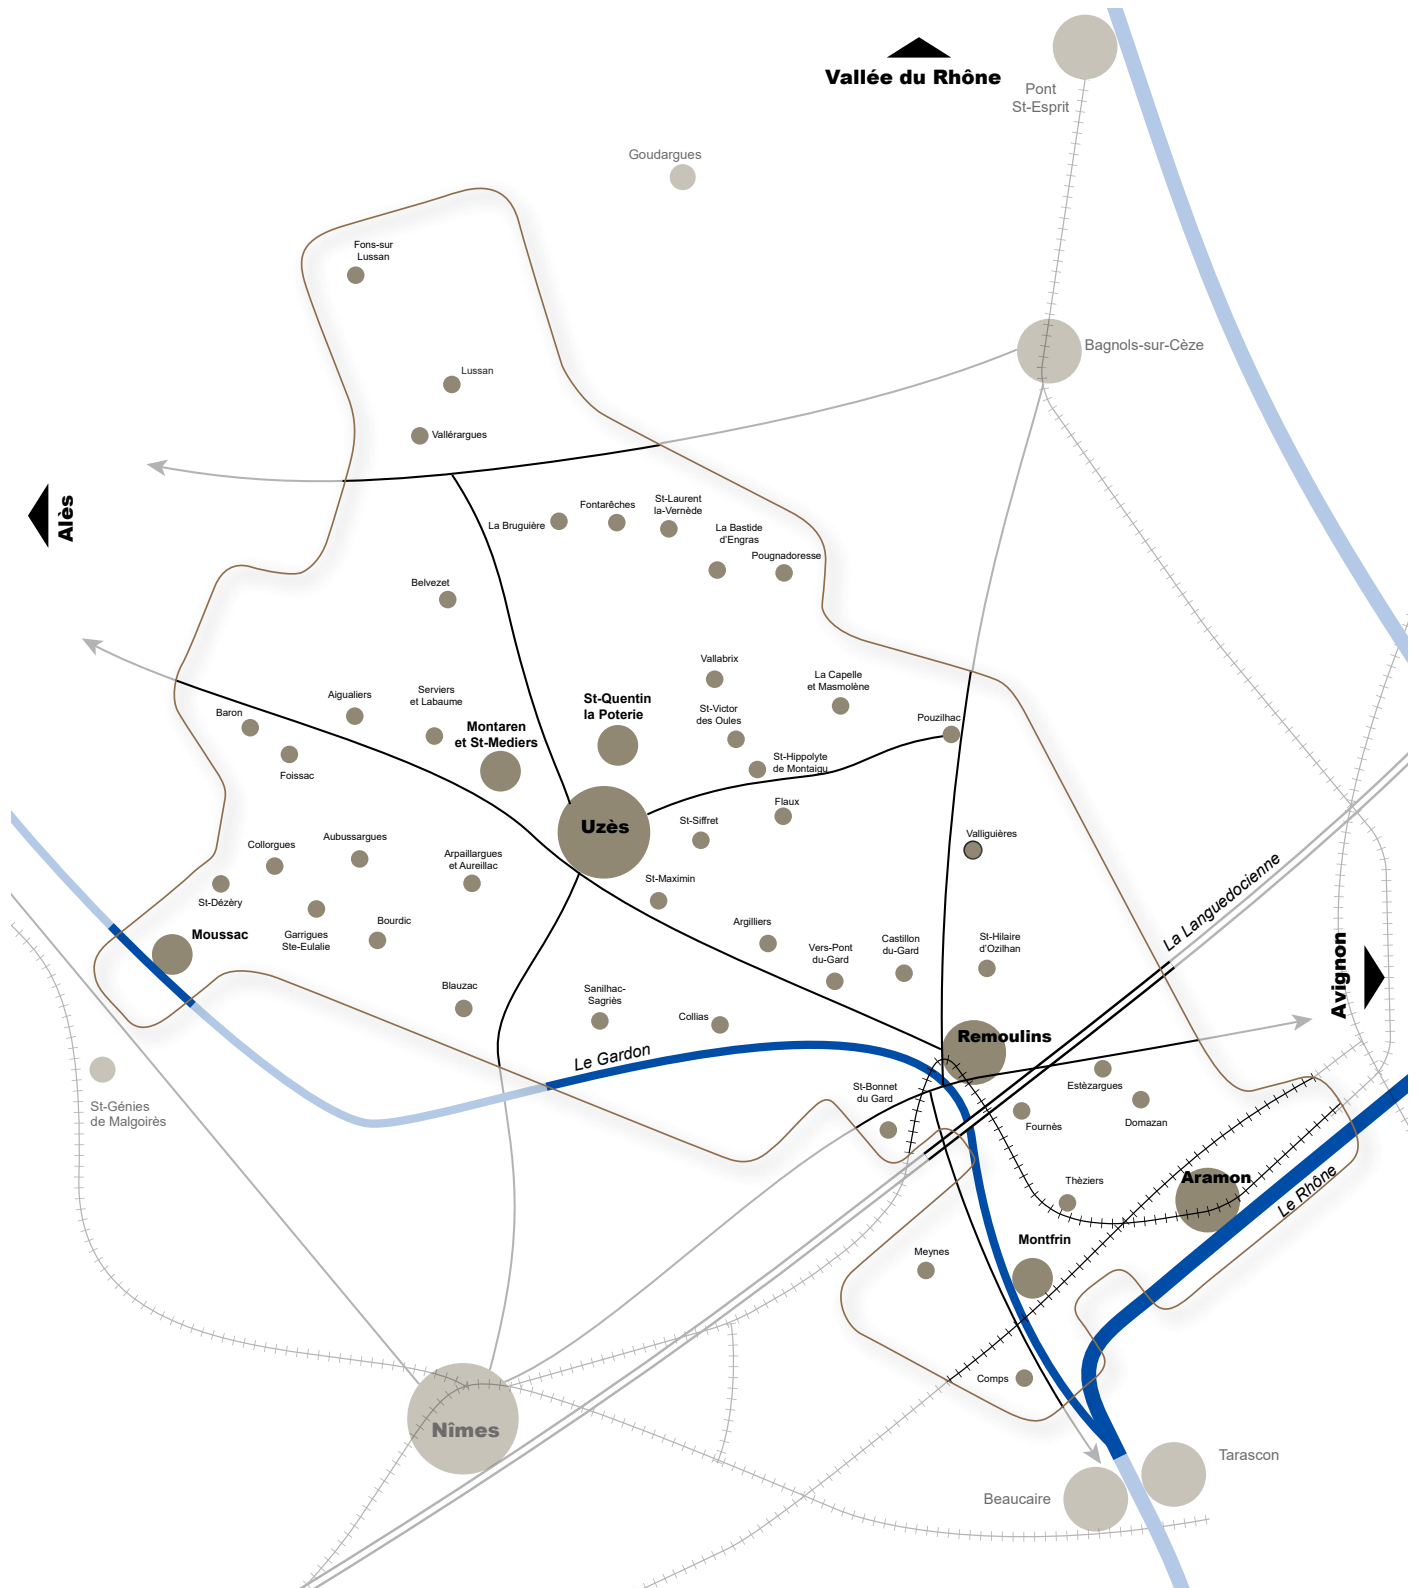 Vallée du Rhône
Pont
St-Esprit
Goudargues
Fons-sur
Lussan
Bagnols-sur-Cèze
Lussan
Vallérargues
Alès
La Bruguière
Fontarêches
St-Laurent
la-Vernède
La Bastide
d'Engras
Pougnadoresse
Belvezet
Vallabrix
La Capelle
et Masmolène
Aigualiers
Serviers
et Labaume
St-Quentin
la Poterie
St-Victor
des Oules
Baron
Montaren
et St-Mediers
Pouzilhac
Foissac
St-Hippolyte
de Montaigu
Flaux
Uzès
St-Siffret
Valliguières
Collorgues
Aubussargues
Arpaillargues
et Aureillac
St-Maximin
La Languedocienne
St-Dézèry
Bourdic
Argilliers
Moussac
Garrigues
Ste-Eulalie
Vers-Pont
du-Gard
Castillon
du-Gard
St-Hilaire
d'Ozilhan
Avignon
Blauzac
Sanilhac-
Sagriès
Collias
Remoulins
Le Gardon
St-Génies
de Malgoirès
St-Bonnet
du Gard
Estèzargues
Fournès
Domazan
Thèziers
Aramon
Le Rhône
Meynes
Montfrin
Comps
Nîmes
Tarascon
Beaucaire